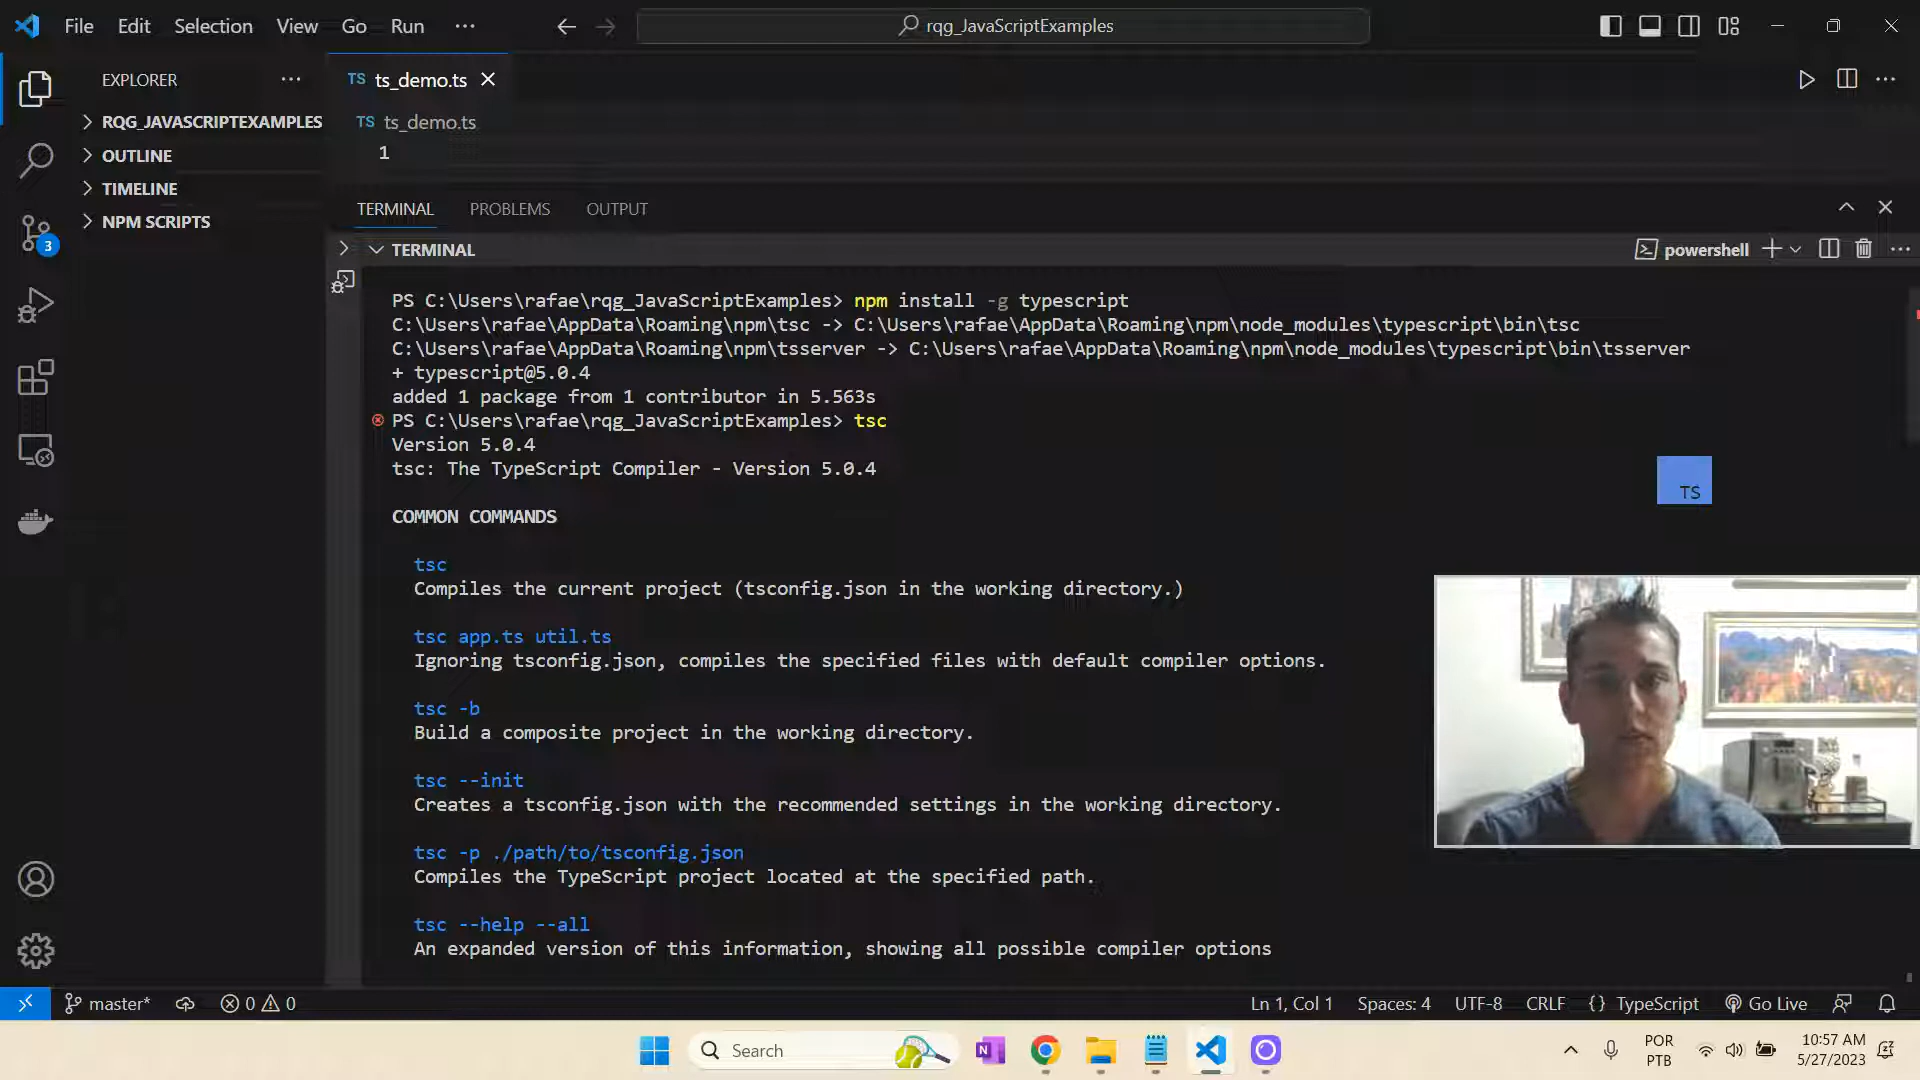 File Edit Selection View Go Run ···
rqg_JavaScriptExamples
EXPLORER ···
TS ts_demo.ts
RQG_JAVASCRIPTEXAMPLES
TS ts_demo.ts
1
OUTLINE
TIMELINE
NPM SCRIPTS
3
TERMINAL PROBLEMS OUTPUT
TERMINAL
powershell
PS C:\Users\rafae\rqg_JavaScriptExamples> npm install -g typescript
C:\Users\rafae\AppData\Roaming\npm\tsc -> C:\Users\rafae\AppData\Roaming\npm\node_modules\typescript\bin\tsc
C:\Users\rafae\AppData\Roaming\npm\tsserver -> C:\Users\rafae\AppData\Roaming\npm\node_modules\typescript\bin\tsserver
+ typescript@5.0.4
added 1 package from 1 contributor in 5.563s
PS C:\Users\rafae\rqg_JavaScriptExamples> tsc
Version 5.0.4
tsc: The TypeScript Compiler - Version 5.0.4
TS
COMMON COMMANDS
tsc
Compiles the current project (tsconfig.json in the working directory.)
tsc app.ts util.ts
Ignoring tsconfig.json, compiles the specified files with default compiler options.
tsc -b
Build a composite project in the working directory.
tsc --init
Creates a tsconfig.json with the recommended settings in the working directory.
tsc -p ./path/to/tsconfig.json
Compiles the TypeScript project located at the specified path.
tsc --help --all
An expanded version of this information, showing all possible compiler options
master* 0 0 Ln 1, Col 1 Spaces: 4 UTF-8 CRLF {} TypeScript Go Live
Search
N
POR
PTB
10:57 AM
5/27/2023